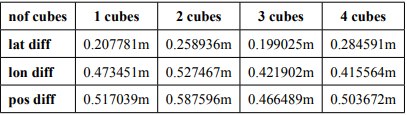 nof cubes 1 cubes 2 cubes 3 cubes 4 cubes
lat diff 0.207781m 0.258936m 0.199025m 0.284591m
lon diff 0.473451m 0.527467m 0.421902m 0.415564m
pos diff 0.517039m 0.587596m 0.466489m 0.503672m